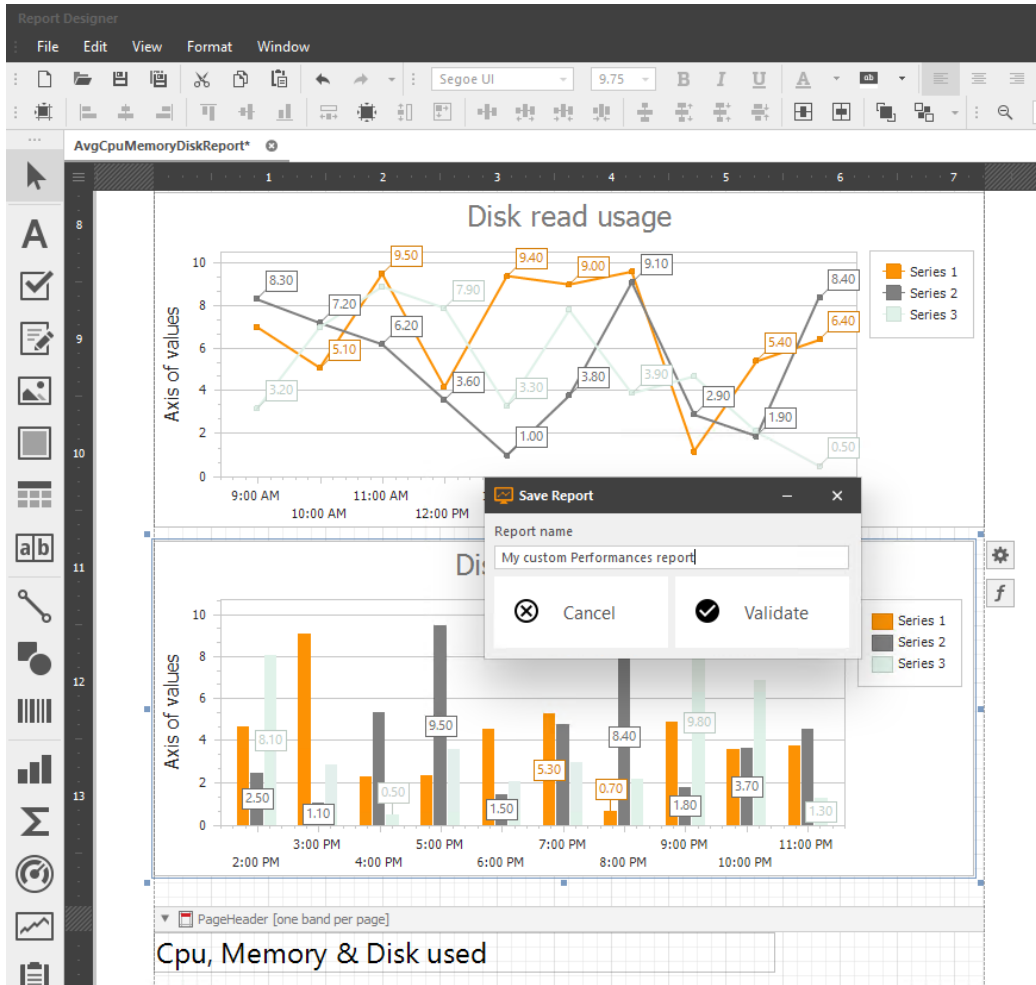 Report Designer
File Edit View Format Window
Segoe UI 9.75 B I U A ab
AvgCpuMemoryDiskReport*
1 2 3 4 5 6 7
8
9
10
11
12
13
A
ab
Disk read usage
Axis of values
10
8
6
4
2
0
8.30
7.20
9.50
5.10
6.20
3.20
7.90
3.60
9.40
3.30
1.00
9.00
3.80
9.10
3.90
2.90
5.40
1.90
8.40
6.40
0.50
9:00 AM
10:00 AM
11:00 AM
12:00 PM
Series 1
Series 2
Series 3
Save Report
Report name
My custom Performances report
Cancel
Validate
f
Axis of values
10
8
6
4
2
0
8.10
2.50
1.10
0.50
9.50
1.50
5.30
0.70
8.40
9.80
1.80
3.70
1.30
2:00 PM
3:00 PM
4:00 PM
5:00 PM
6:00 PM
7:00 PM
8:00 PM
9:00 PM
10:00 PM
11:00 PM
Series 1
Series 2
Series 3
PageHeader [one band per page]
Cpu, Memory & Disk used